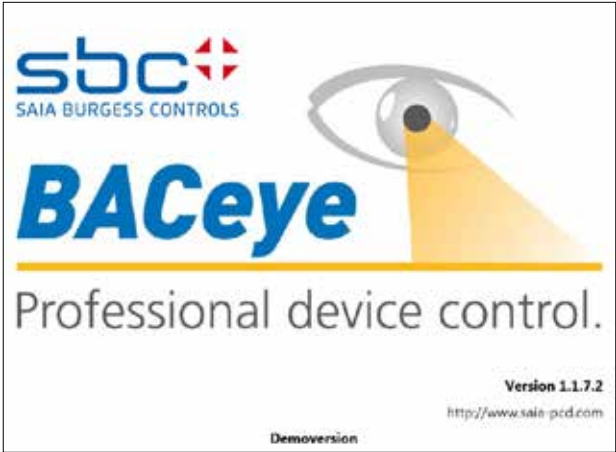 sbc
SAIA BURGESS CONTROLS
BACeye
Professional device control.
Version 1.1.7.2
http://www.saia-pcd.com
Demoversion